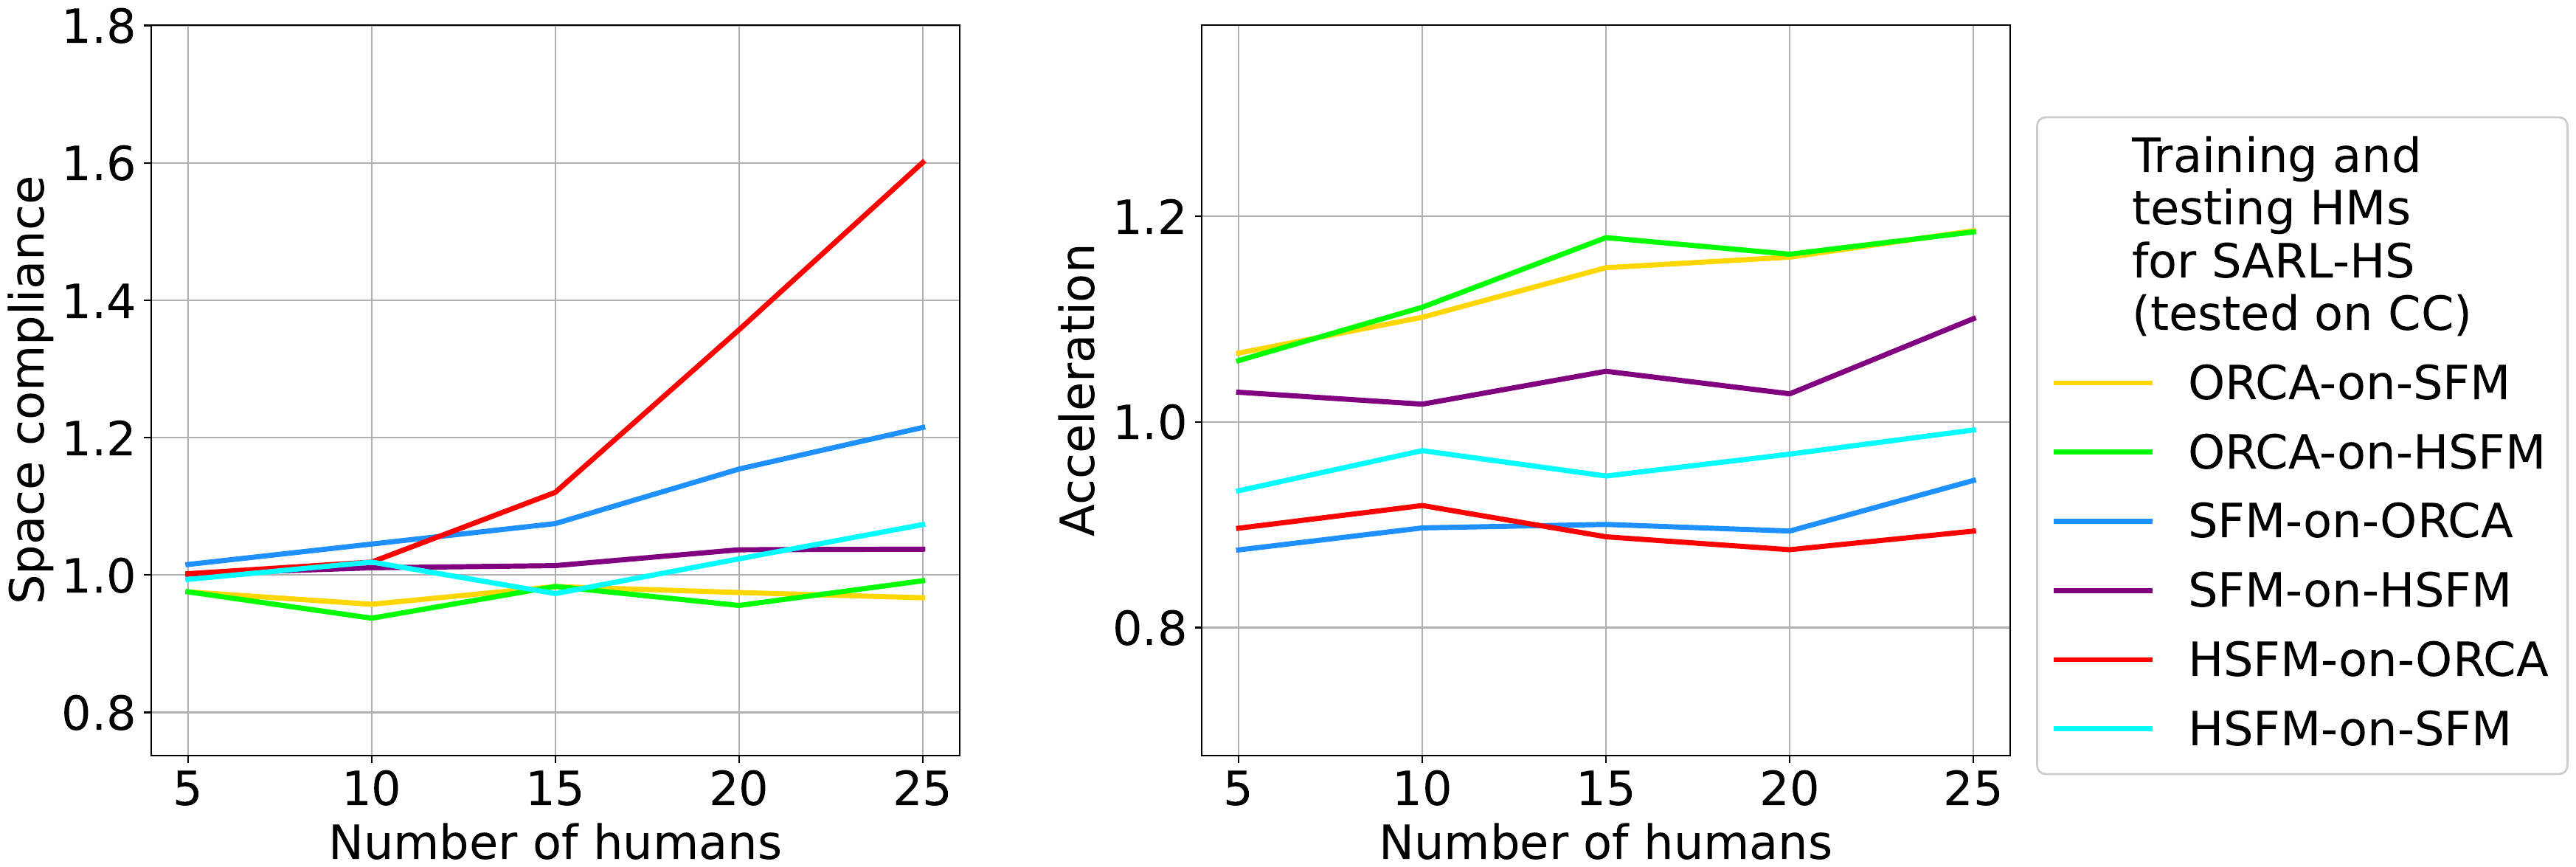 Space compliance
1.8
1.6
1.4
1.2
1.0
0.8
5 10 15 20 25
Number of humans
Acceleration
1.2
1.0
0.8
5 10 15 20 25
Number of humans
Training and
testing HMs
for SARL-HS
(tested on CC)
ORCA-on-SFM
ORCA-on-HSFM
SFM-on-ORCA
SFM-on-HSFM
HSFM-on-ORCA
HSFM-on-SFM